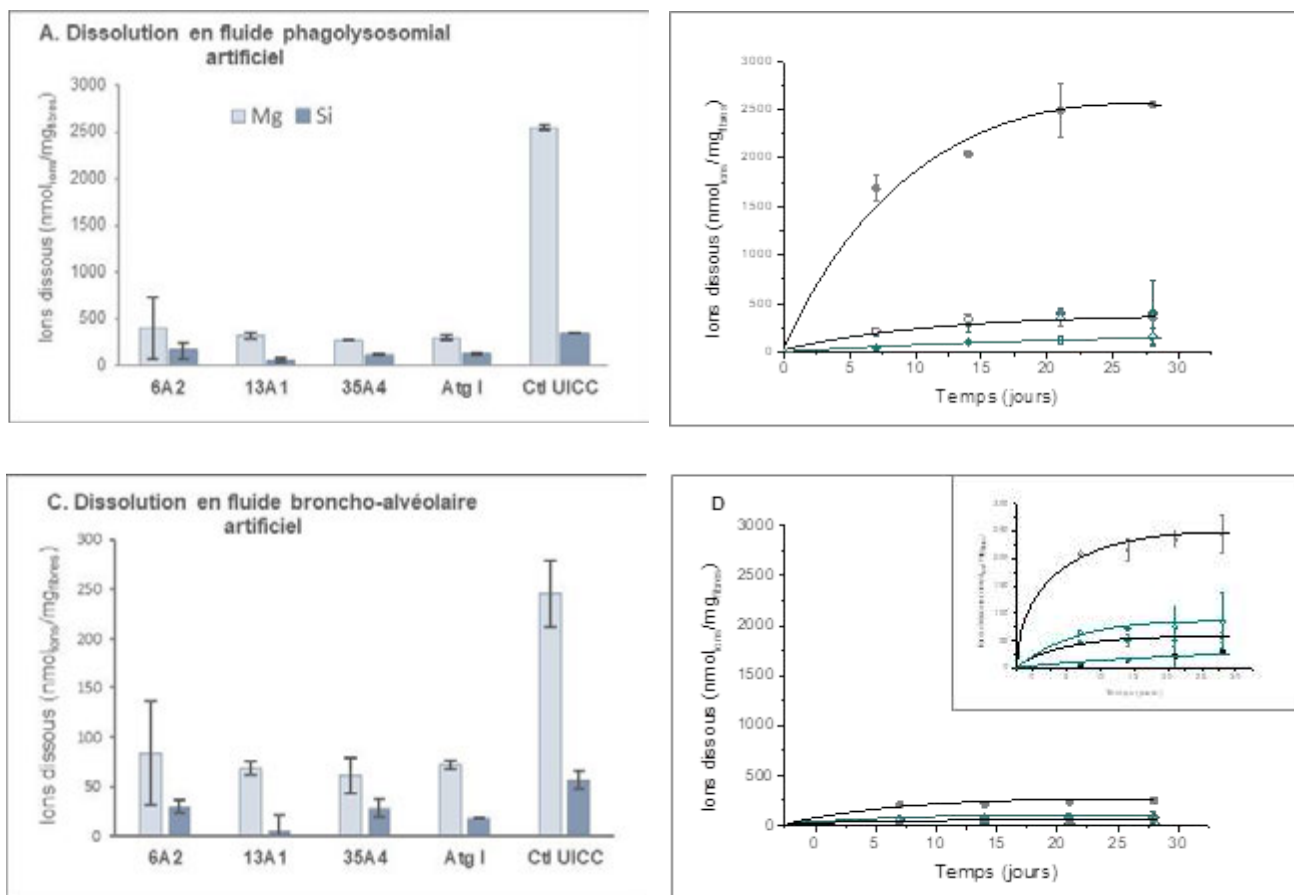 A. Dissolution en fluide phagolysosomial
artificiel
Ions dissous (nmolions/mgfibres)
3000
2500
2000
1500
1000
500
0
Mg
Si
6A2
13A1
35A4
Atg I
Ctl UICC
Ions dissous (nmolions/mgfibres)
3000
2500
2000
1500
1000
500
0
0
5
10
15
20
25
30
Temps (jours)
C. Dissolution en fluide broncho-alvéolaire
artificiel
Ions dissous (nmolions/mgfibres)
300
250
200
150
100
50
0
6A2
13A1
35A4
Atg I
Ctl UICC
D
Ions dissous (nmolions/mgfibres)
3000
2500
2000
1500
1000
500
0
0
5
10
15
20
25
30
Temps (jours)
Temps (jours)